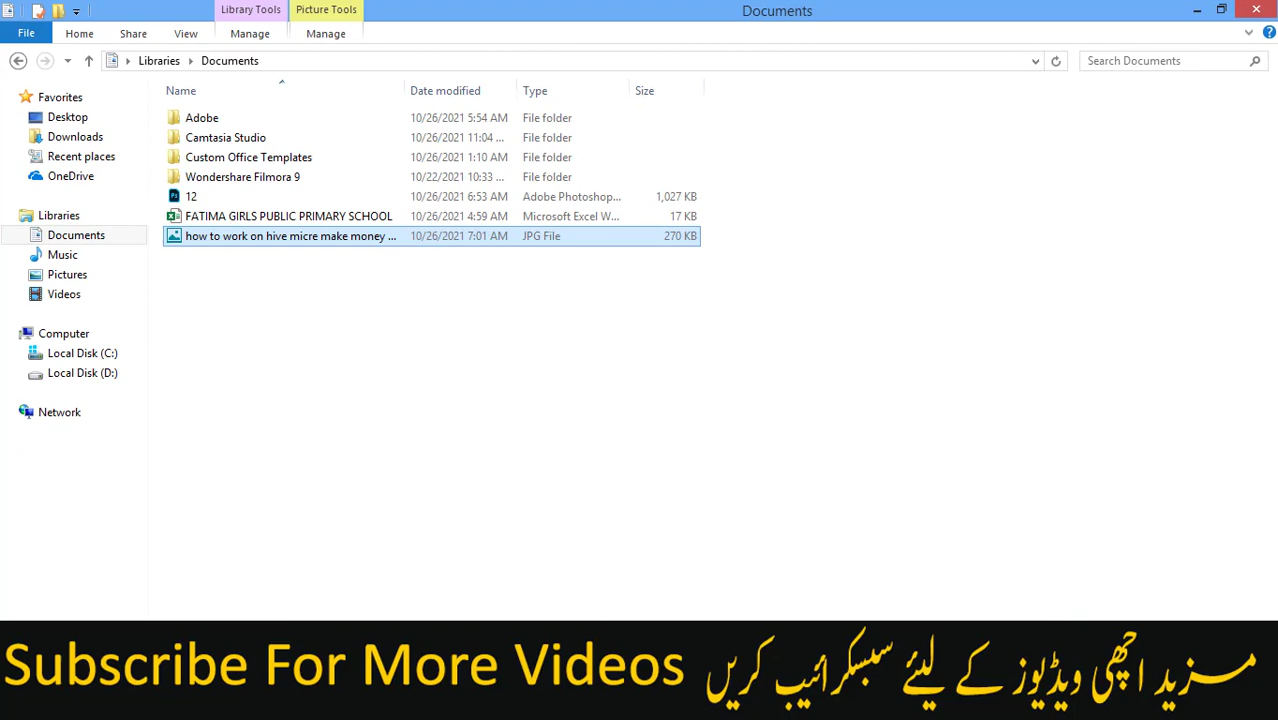 Library Tools Picture Tools Documents
File Home Share View Manage Manage
Libraries Documents Search Documents
Name Date modified Type Size
Favorites
Desktop
Downloads
Recent places
OneDrive
Libraries
Documents
Music
Pictures
Videos
Computer
Local Disk (C:)
Local Disk (D:)
Network
Adobe 10/26/2021 5:54 AM File folder
Camtasia Studio 10/26/2021 11:04 ... File folder
Custom Office Templates 10/26/2021 1:10 AM File folder
Wondershare Filmora 9 10/22/2021 10:33 ... File folder
12 10/26/2021 6:53 AM Adobe Photoshop... 1,027 KB
FATIMA GIRLS PUBLIC PRIMARY SCHOOL 10/26/2021 4:59 AM Microsoft Excel W... 17 KB
how to work on hive micre make money ... 10/26/2021 7:01 AM JPG File 270 KB
Subscribe For More Videos مزید اچھی ویڈیوز کے لیئے سبسکرائیب کریں